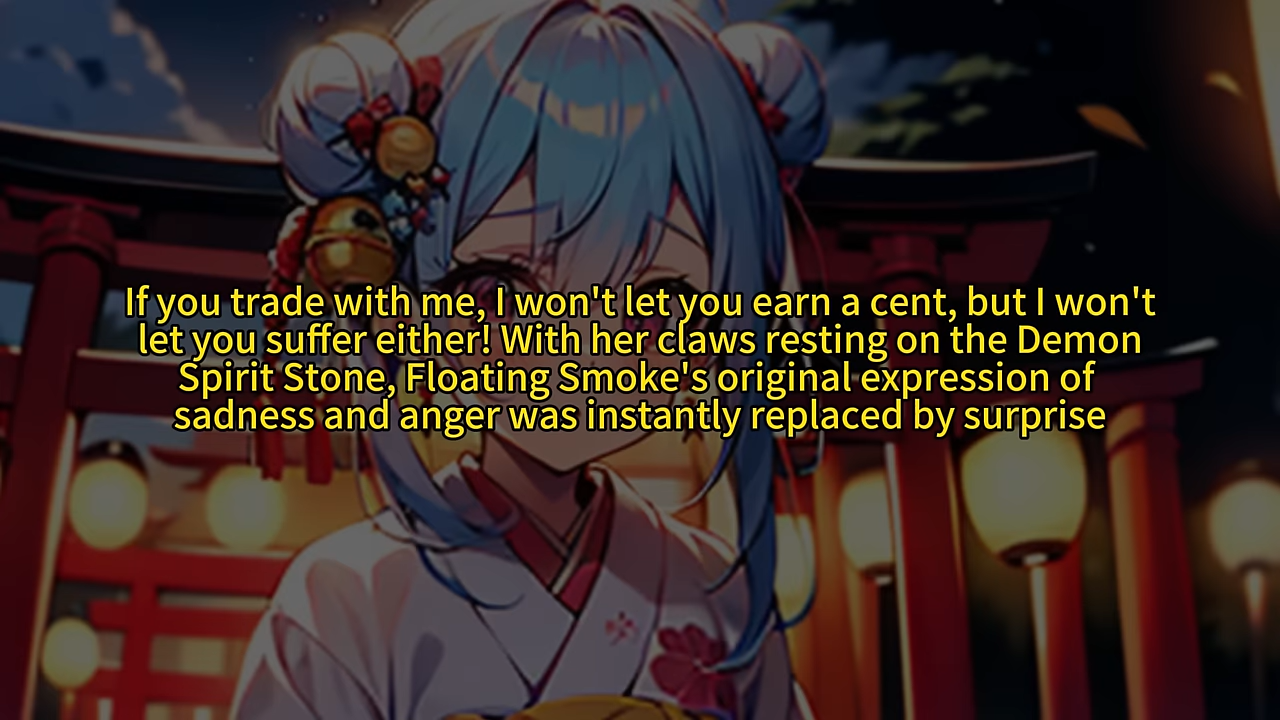 If you trade with me, I won't let you earn a cent, but I won't
let you suffer either! With her claws resting on the Demon
Spirit Stone, Floating Smoke's original expression of
sadness and anger was instantly replaced by surprise